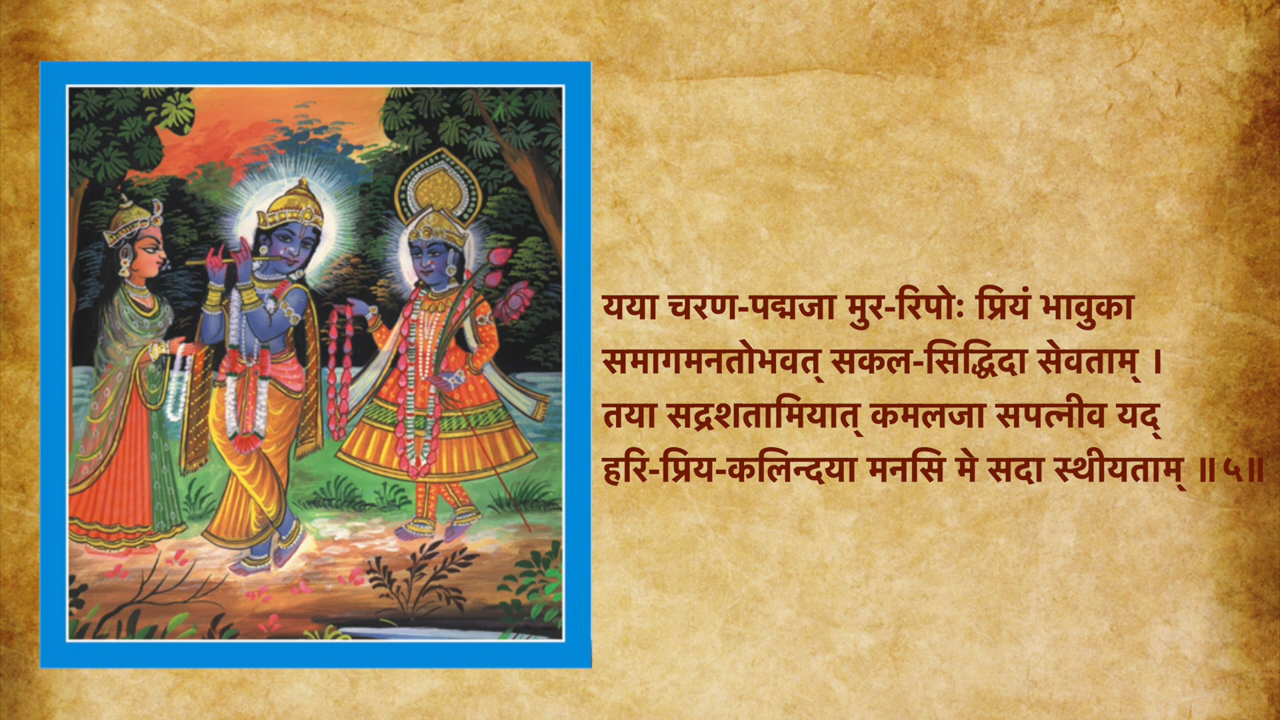 यया चरण-पद्मजा मुर-रिपोः प्रियं भावुका
समागमनतोभवत् सकल-सिद्धिदा सेवताम् ।
तया सद्रशतामियात् कमलजा सपत्नीव यद्
हरि-प्रिय-कलिन्दया मनसि मे सदा स्थीयताम् ॥५॥